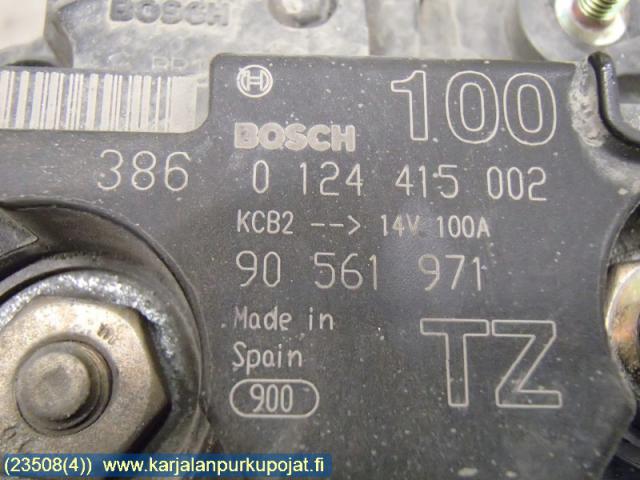 BOSCH
100
BOSCH
386 0 124 415 002
KCB2 --> 14V 100A
90 561 971
Made in
Spain
TZ
900
(23508(4)) www.karjalanpurkupojat.fi